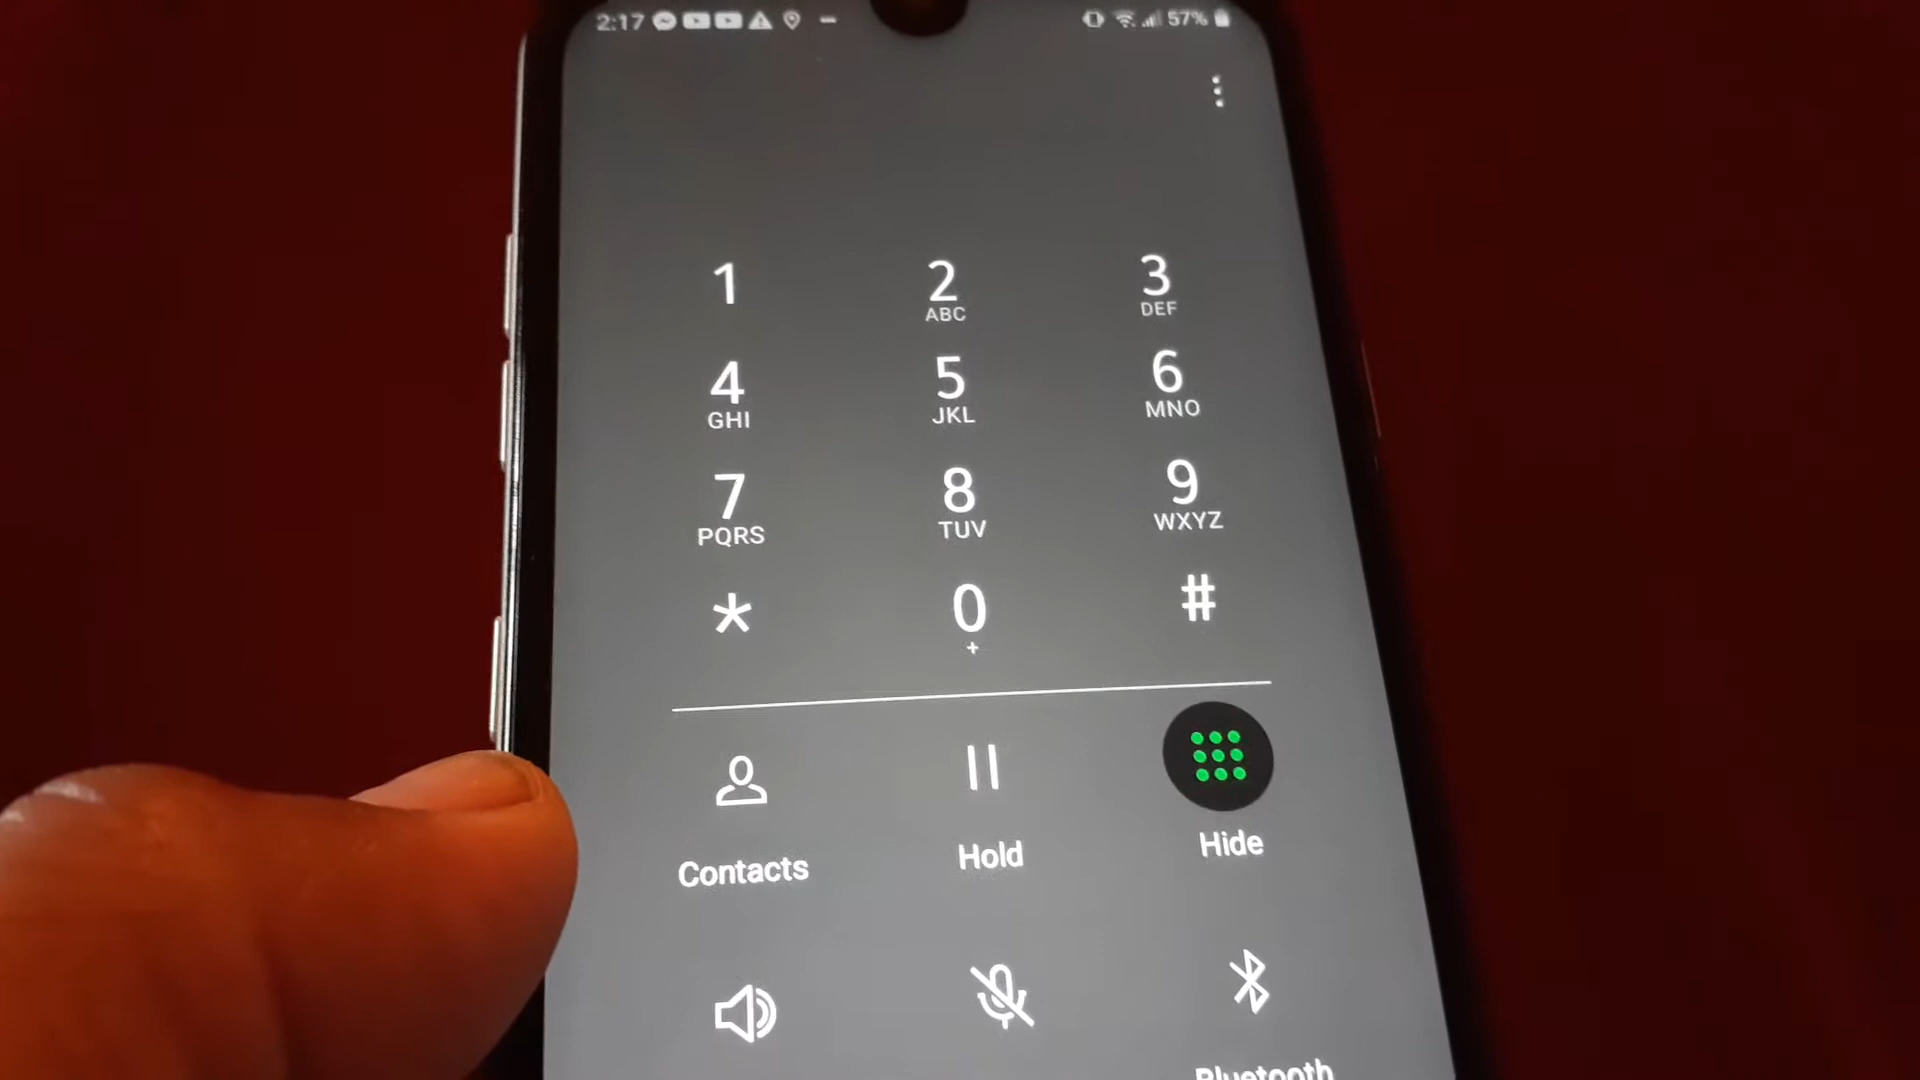 2:17 57%
1 2 3
ABC DEF
4 5 6
GHI JKL MNO
7 8 9
PQRS TUV WXYZ
* 0 #
+
Contacts Hold Hide
Bluetooth